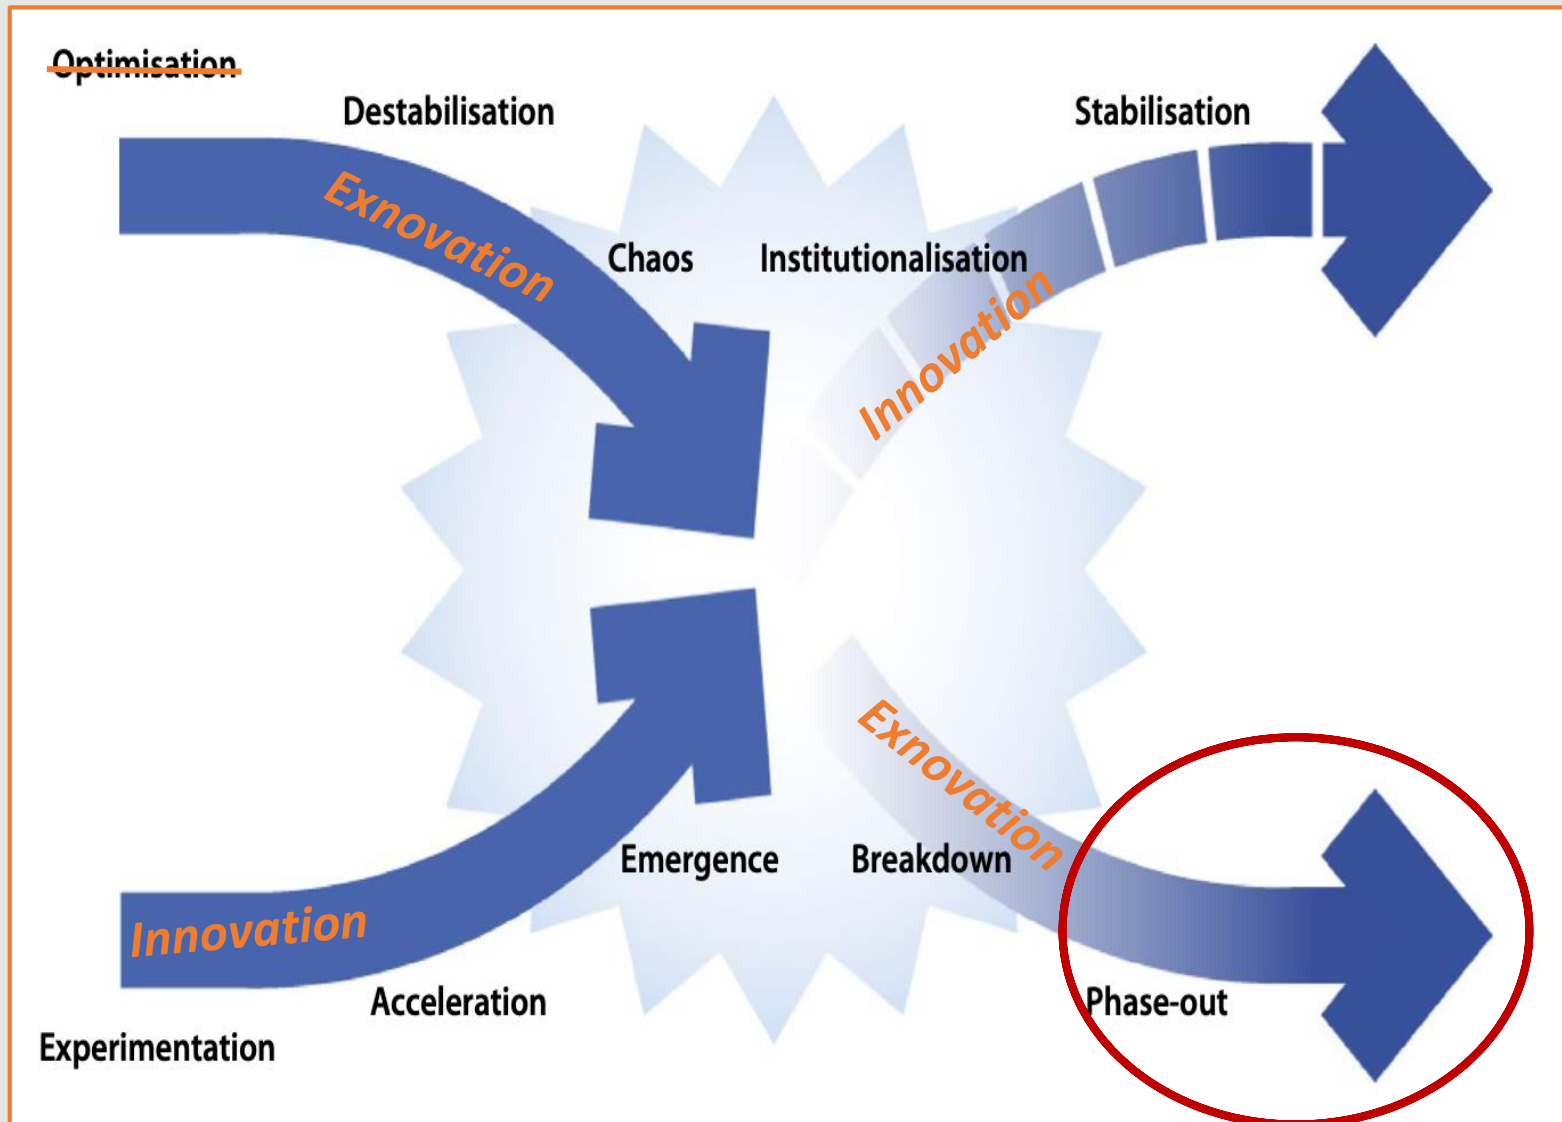 Optimisation
Destabilisation
Stabilisation
Exnovation
Chaos
Institutionalisation
Innovation
Exnovation
Emergence
Breakdown
Innovation
Acceleration
Phase-out
Experimentation